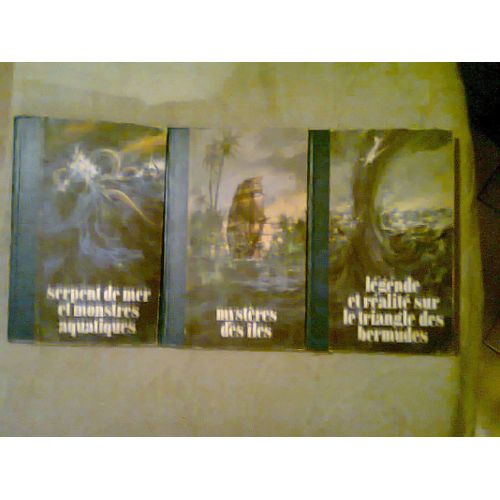 serpent de mer
et monstres
aquatiques
mystères
des îles
légende
et réalité sur
le triangle des
bermudes